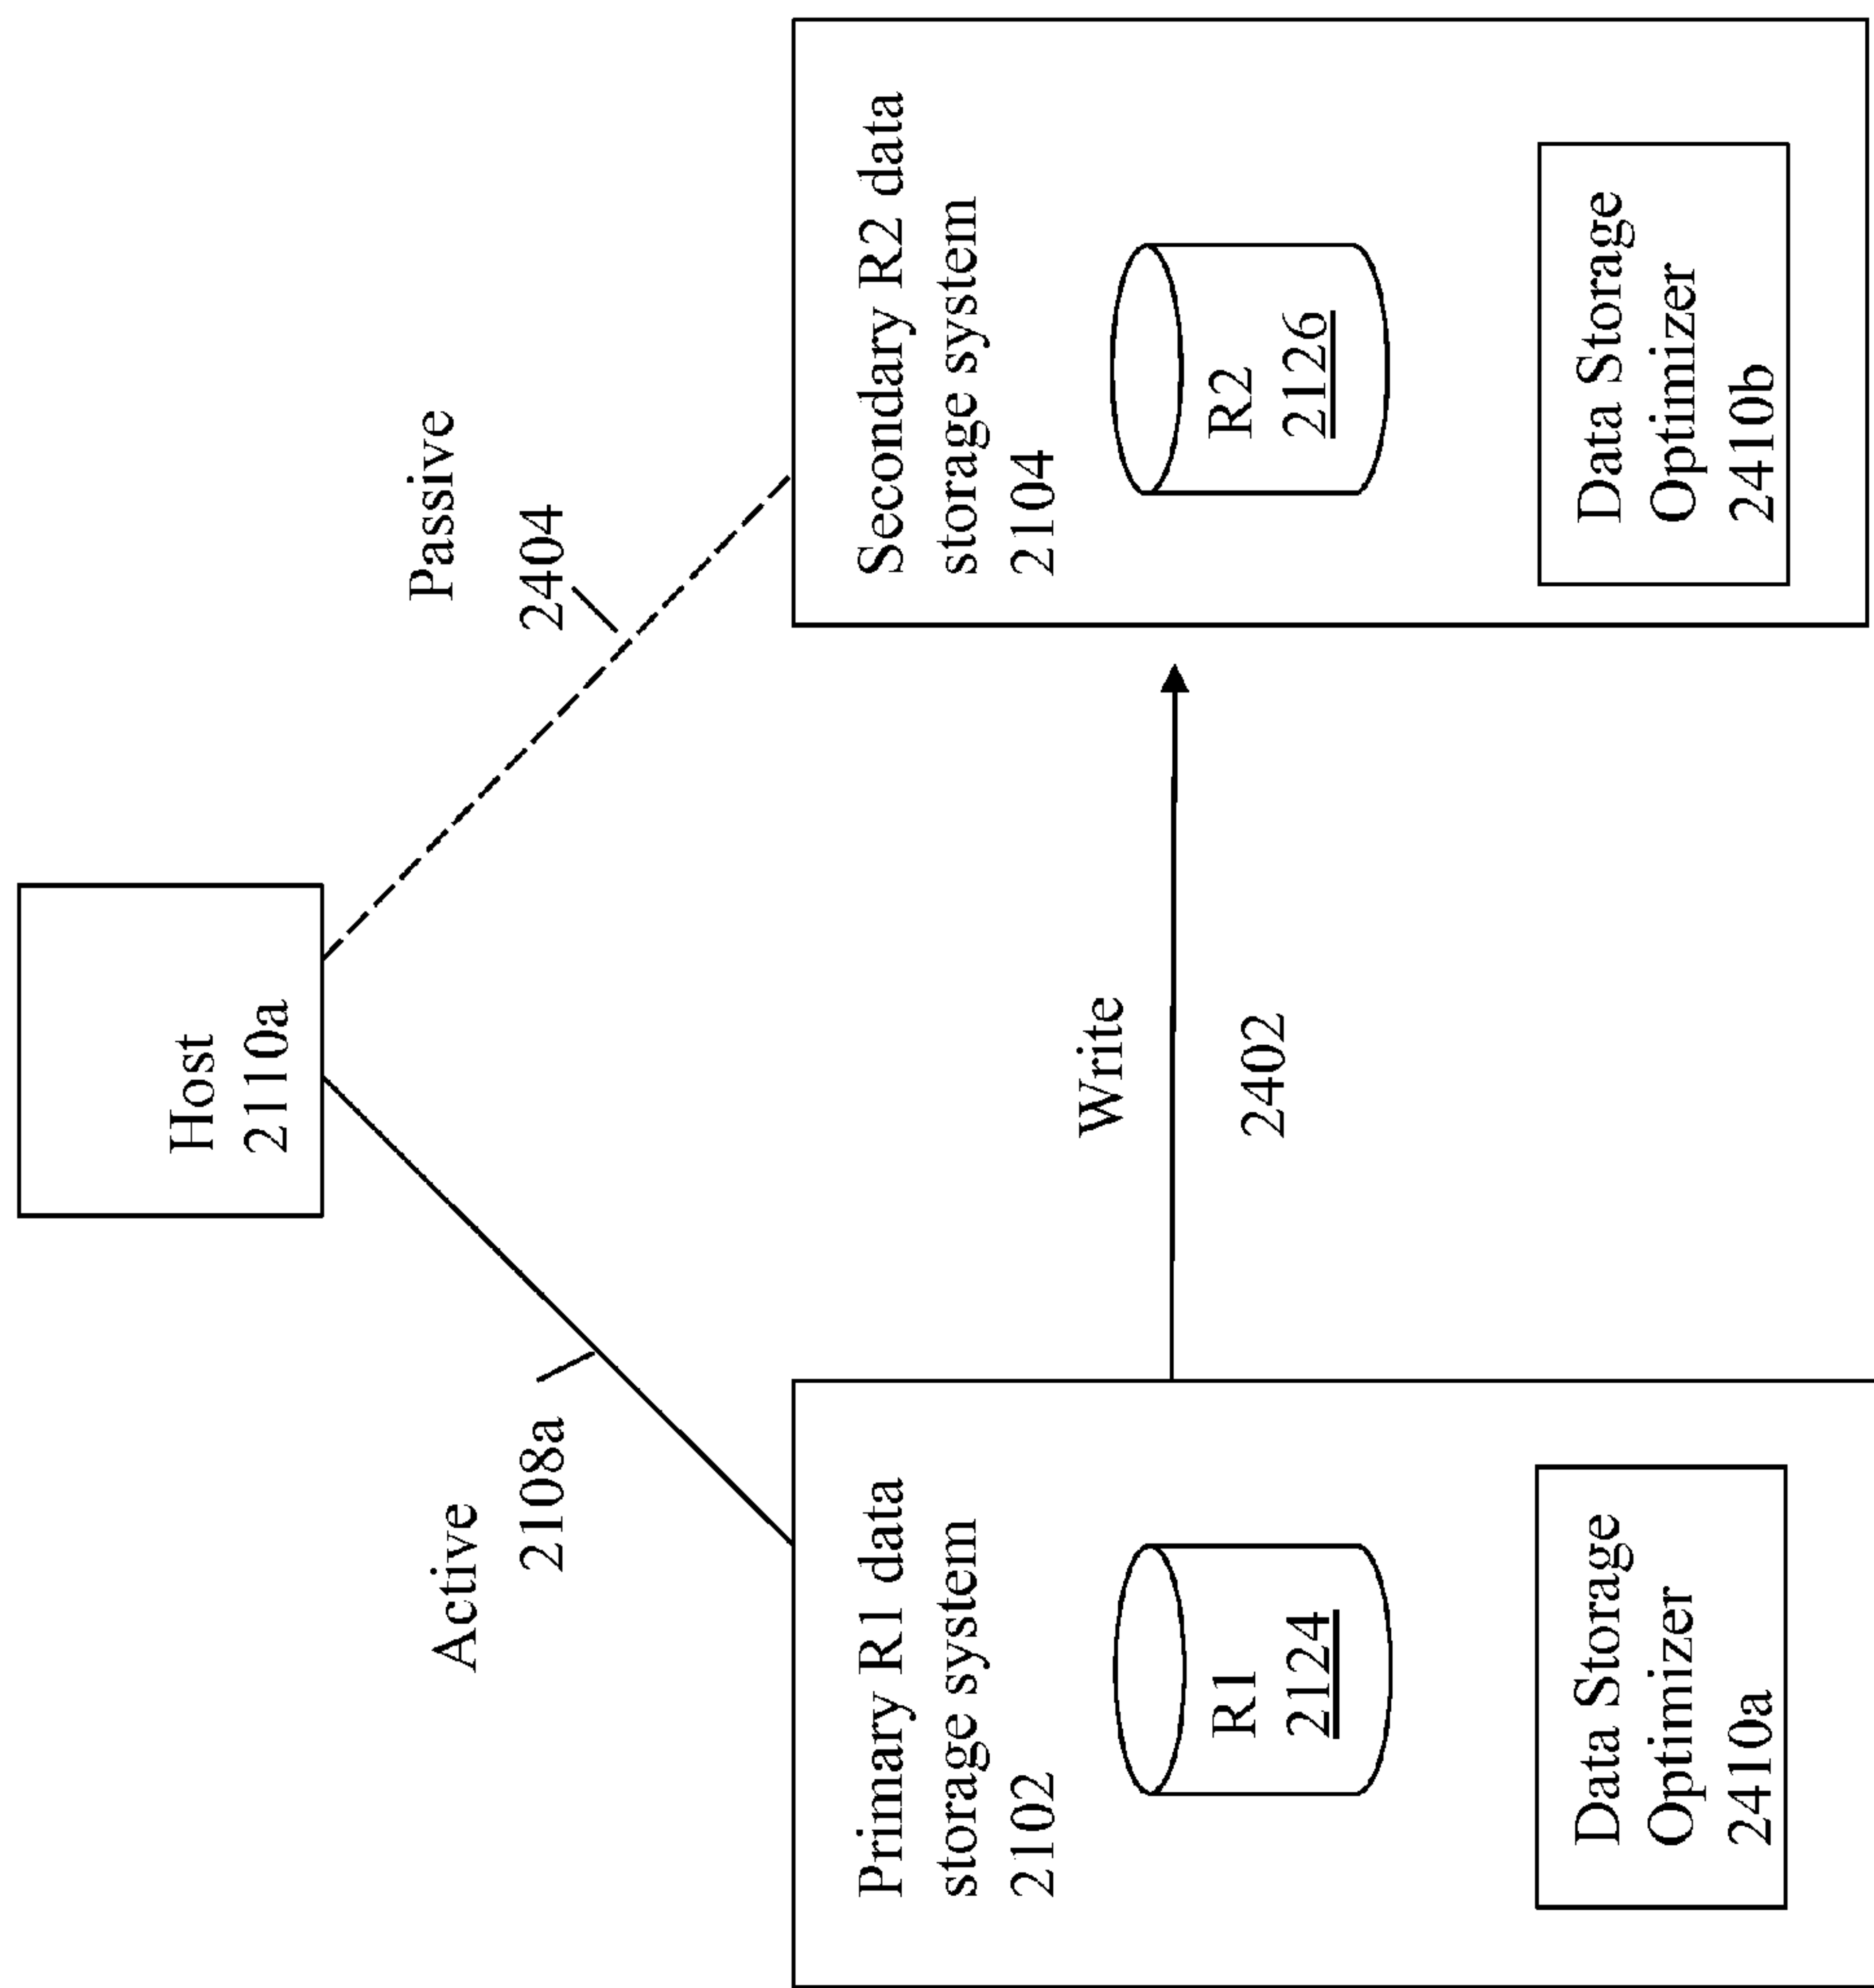 Host
2110a
Active
2108a
Passive
2404
Primary R1 data
storage system
2102
R1
2124
Data Storage
Optimizer
2410a
Write
2402
Secondary R2 data
storage system
2104
R2
2126
Data Storage
Optimizer
2410b